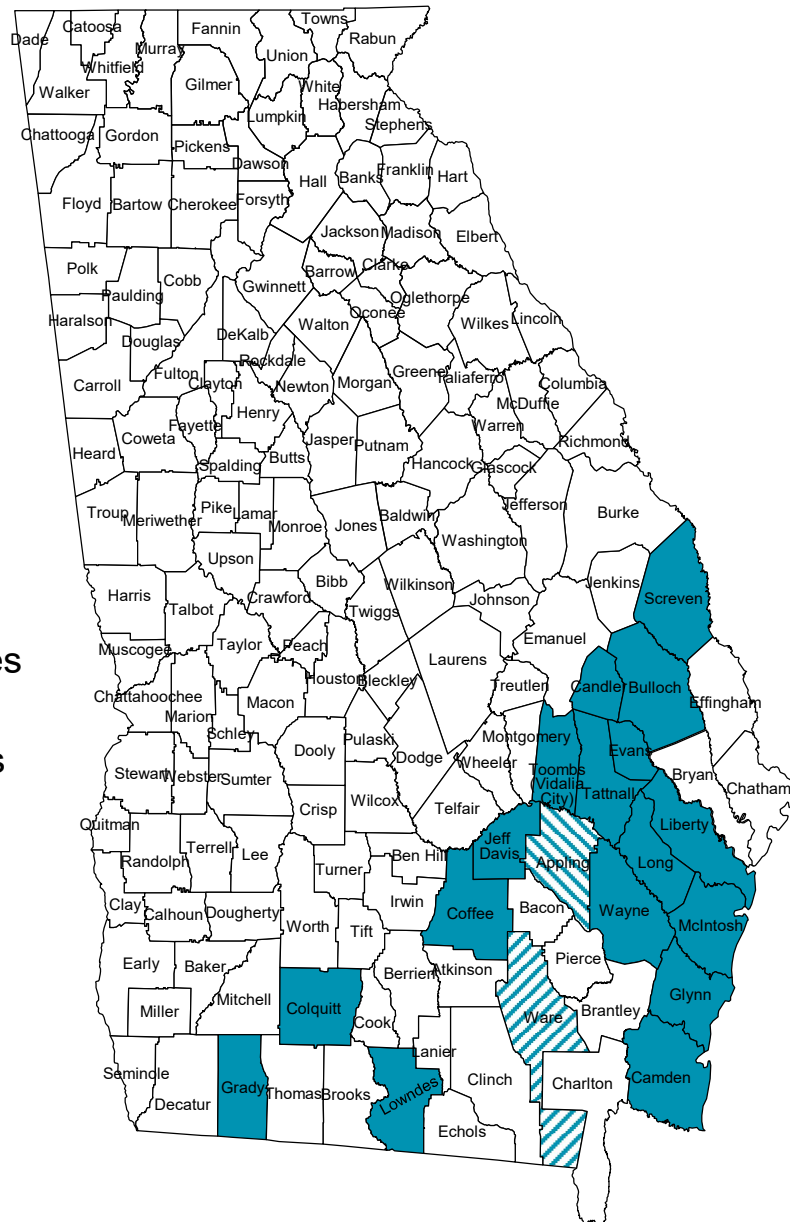 Towns
Catoosa
Fannin
Rabun
Dade
Murray
Union
Whitfield
Gilmer
White
Walker
Habersham
Lumpkin
Stephens
Chattooga
Gordon
Pickens
Dawson
Franklin
Banks
Hart
Hall
Forsyth
Floyd
Bartow
Cherokee
Jackson
Madison
Elbert
Clarke
Polk
Barrow
Cobb
Gwinnett
Paulding
Oglethorpe
Oconee
Haralson
Walton
Wilkes
Lincoln
DeKalb
Douglas
Rockdale
Greene
Taliaferro
Fulton
Clayton
Newton
Morgan
Columbia
Carroll
McDuffie
Henry
Fayette
Warren
Coweta
Jasper
Putnam
Richmond
Heard
Butts
Spalding
Hancock
Glascock
Jefferson
Troup
Meriwether
Pike
Lamar
Monroe
Jones
Baldwin
Burke
Washington
Upson
Bibb
Wilkinson
Jenkins
Harris
Crawford
Johnson
Screven
Talbot
Twiggs
Emanuel
Taylor
Peach
Muscogee
Laurens
es
Houston
Bleckley
Treutlen
Candler
Bulloch
Chattahoochee
Macon
Effingham
Marion
Schley
Pulaski
Montgomery
Dooly
Evans
Dodge
Wheeler
s
Toombs
Bryan
Stewart
Webster
Sumter
(Vidalia
Chatham
Wilcox
City)
Tattnall
Crisp
Telfair
Quitman
Liberty
Jeff
Davis
Terrell
Lee
Ben Hill
Randolph
Turner
Appling
Long
Irwin
Clay
Calhoun
Dougherty
Coffee
Bacon
Wayne
Worth
Tift
McIntosh
Early
Baker
Berrien
Atkinson
Pierce
Mitchell
Colquitt
Glynn
Miller
Cook
Ware
Brantley
Lanier
Seminole
Grady
Thomas
Brooks
Lowndes
Clinch
Charlton
Camden
Decatur
Echols